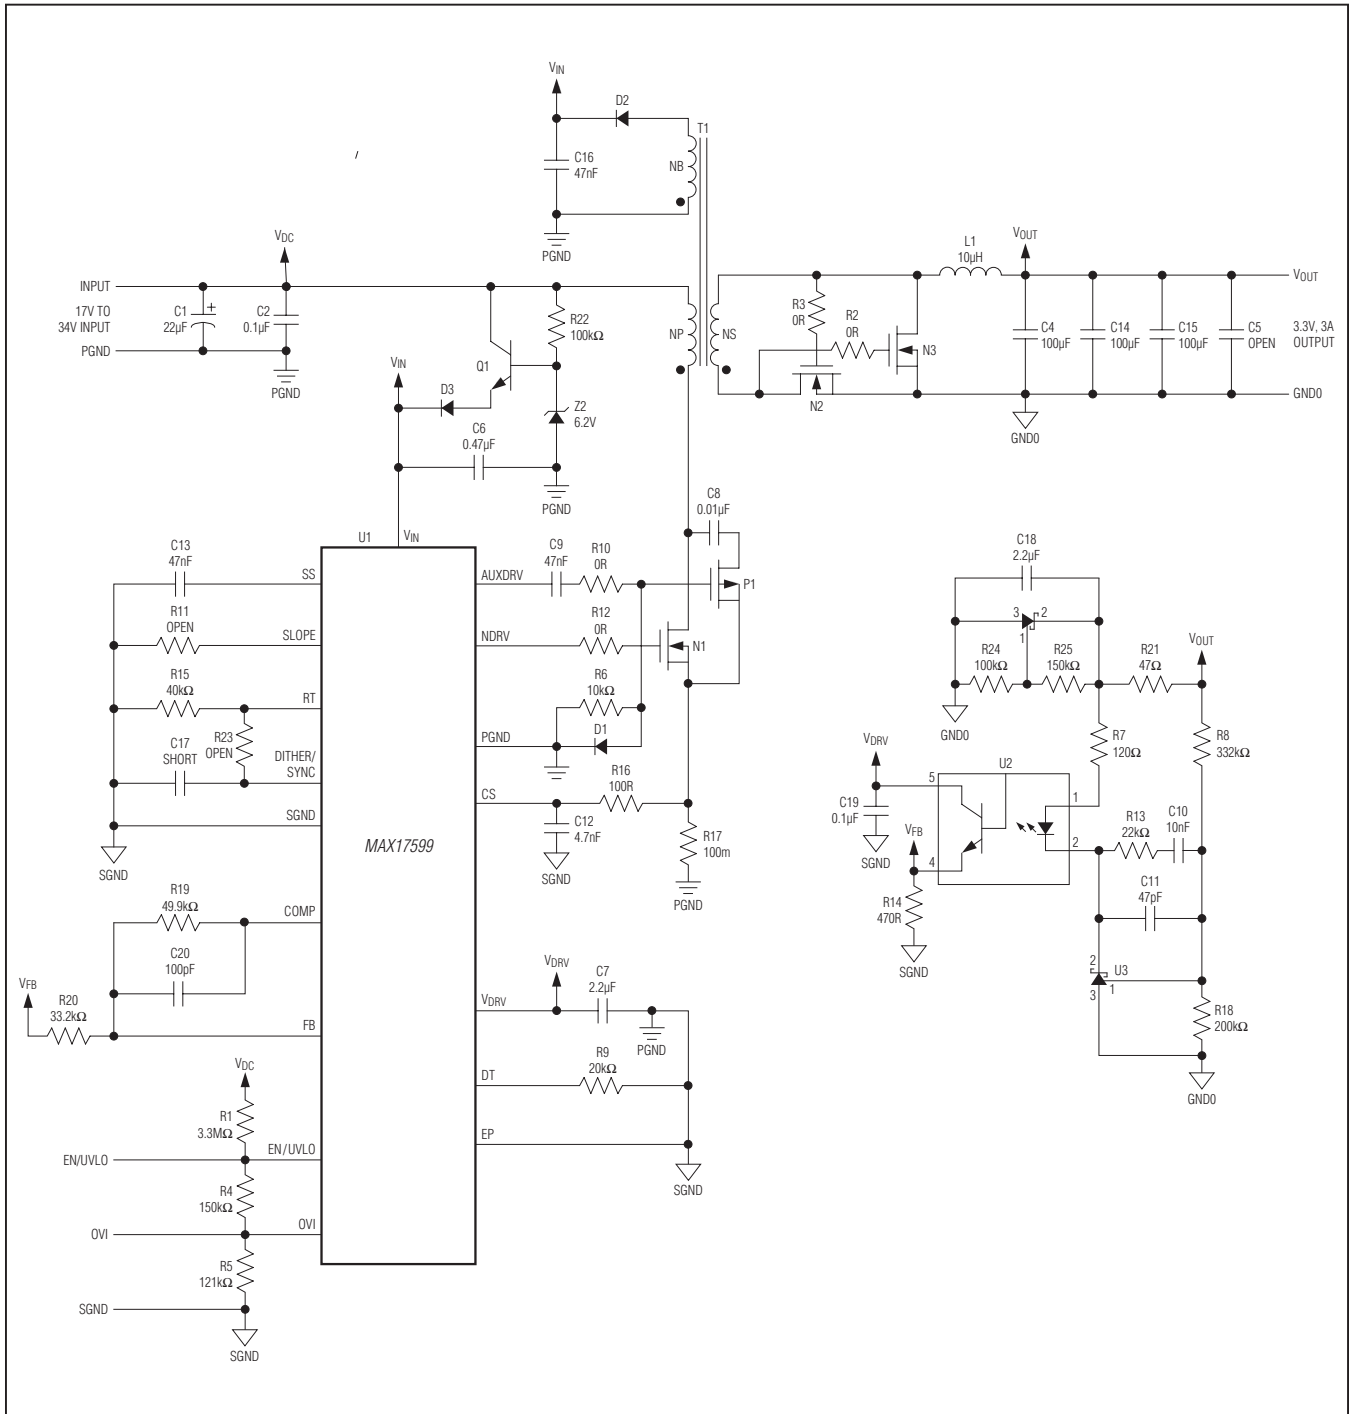 VIN
D2
T1
C16
47nF
NB
PGND
VDC
INPUT
17V TO
34V INPUT
PGND
C1
22µF
+
C2
0.1µF
PGND
R22
100kΩ
Q1
VIN
D3
Z2
6.2V
C6
0.47µF
PGND
NP
NS
R3
0R
R2
0R
N3
N2
L1
10µH
VOUT
VOUT
C4
100µF
C14
100µF
C15
100µF
C5
OPEN
3.3V, 3A
OUTPUT
GND0
GND0
U1
VIN
MAX17599
C13
47nF
SS
R11
OPEN
SLOPE
R15
40kΩ
RT
C17
SHORT
R23
OPEN
DITHER/
SYNC
SGND
SGND
R19
49.9kΩ
COMP
C20
100pF
VFB
R20
33.2kΩ
FB
VDC
R1
3.3MΩ
EN/UVLO
EN/UVLO
R4
150kΩ
OVI
OVI
R5
121kΩ
SGND
SGND
AUXDRV
C9
47nF
R10
0R
C8
0.01µF
P1
NDRV
R12
0R
N1
R6
10kΩ
PGND
D1
CS
R16
100R
C12
4.7nF
SGND
R17
100m
PGND
VDRV
VDRV
C7
2.2µF
PGND
DT
R9
20kΩ
EP
SGND
C18
2.2µF
3
2
1
R24
100kΩ
R25
150kΩ
R21
47Ω
VOUT
GND0
R7
120Ω
R8
332kΩ
VDRV
U2
5
1
C19
0.1µF
SGND
VFB
4
2
R14
470R
SGND
R13
22kΩ
C10
10nF
C11
47pF
2
U3
3
1
R18
200kΩ
GND0